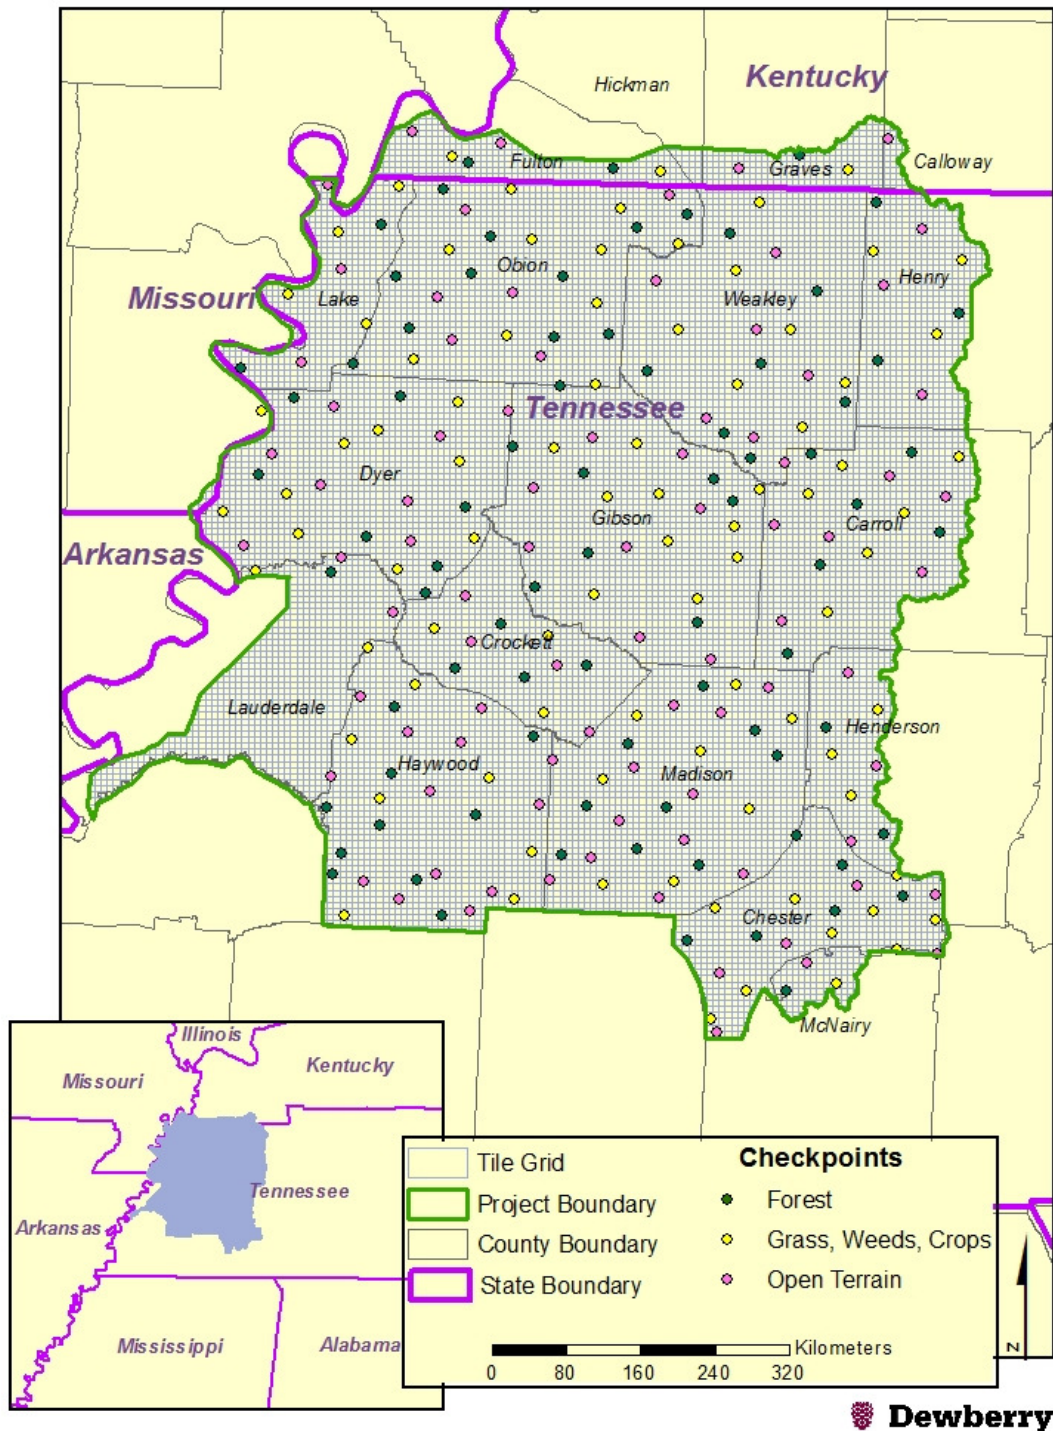 Hickman
Kentucky
Fulton
Graves
Calloway
Obion
Henry
Missouri
Lake
Weakley
Tennessee
Dyer
Gibson
Carroll
Arkansas
Crockett
Lauderdale
Henderson
Haywood
Madison
Chester
McNairy
Illinois
Missouri
Kentucky
Tennessee
Arkansas
Mississippi
Alabama
Tile Grid
Project Boundary
County Boundary
State Boundary
Checkpoints
Forest
Grass, Weeds, Crops
Open Terrain
Kilometers
0 80 160 240 320
N
Dewberry